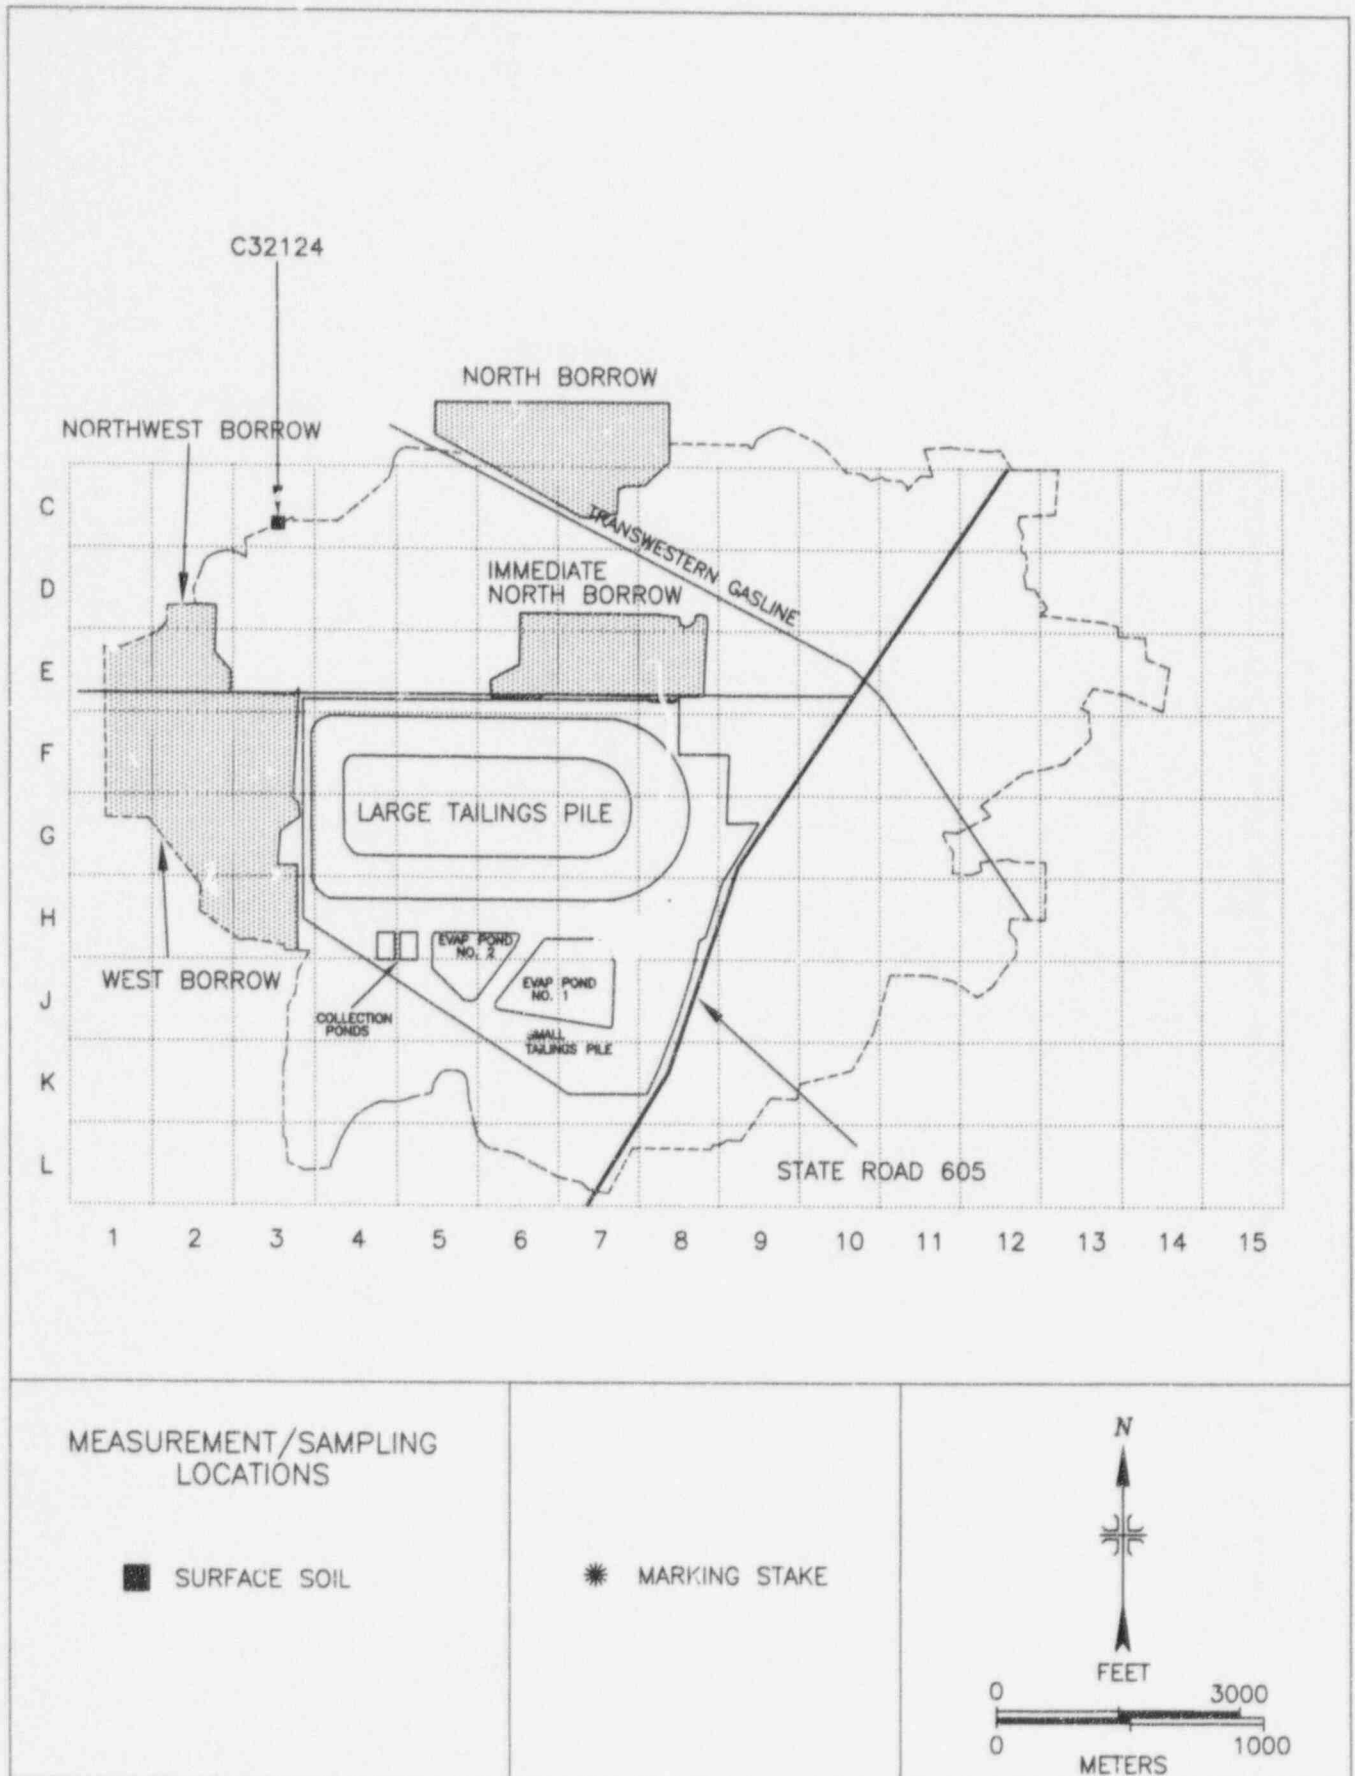 C32124
NORTH BORROW
NORTHWEST BORROW
C
TRANSWESTERN GASLINE
D
IMMEDIATE
NORTH BORROW
E
F
LARGE TAILINGS PILE
G
H
EVAP POND
NO. 2
WEST BORROW
EVAP POND
NO. 1
J
COLLECTION
PONDS
SMALL
TAILINGS PILE
K
L
STATE ROAD 605
1 2 3 4 5 6 7 8 9 10 11 12 13 14 15
MEASUREMENT/SAMPLING
LOCATIONS
SURFACE SOIL
MARKING STAKE
N
FEET
0 3000
0 1000
METERS